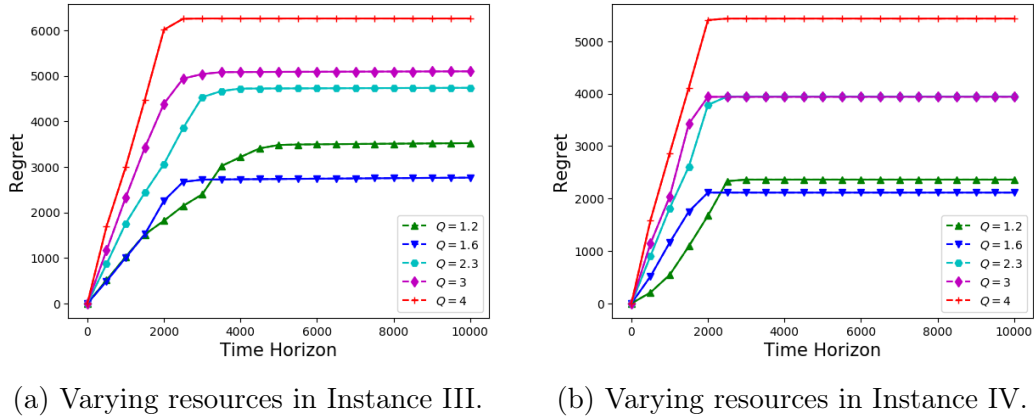 6000
5000
4000
3000
2000
1000
0
Regret
0 2000 4000 6000 8000 10000
Time Horizon
Q = 1.2
Q = 1.6
Q = 2.3
Q = 3
Q = 4
(a) Varying resources in Instance III.
5000
4000
3000
2000
1000
0
Regret
0 2000 4000 6000 8000 10000
Time Horizon
Q = 1.2
Q = 1.6
Q = 2.3
Q = 3
Q = 4
(b) Varying resources in Instance IV.